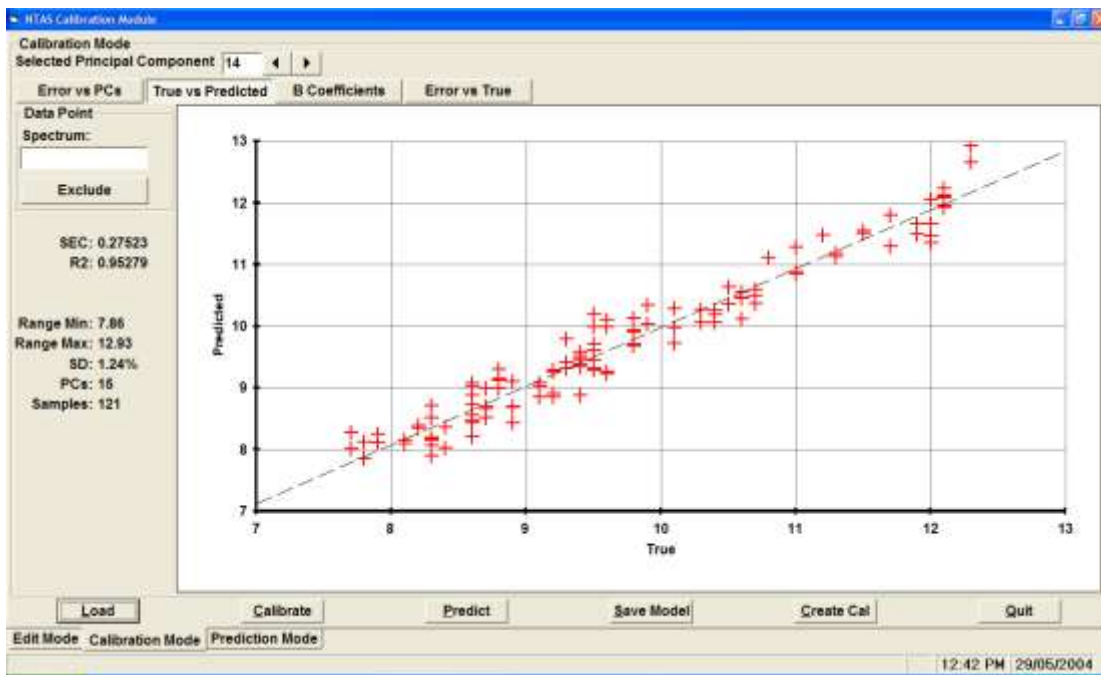 NTAS Calibration Module
Calibration Mode
Selected Principal Component 14
Error vs PCs True vs Predicted B Coefficients Error vs True
Data Point
Spectrum:
Exclude
SEC: 0.27523
R2: 0.95279
Range Min: 7.86
Range Max: 12.93
SD: 1.24%
PCs: 16
Samples: 121
13
12
11
10
9
8
7
Predicted
7 8 9 10 11 12 13
True
Load Calibrate Predict Save Model Create Cal Quit
Edit Mode Calibration Mode Prediction Mode
12:42 PM 29/05/2004